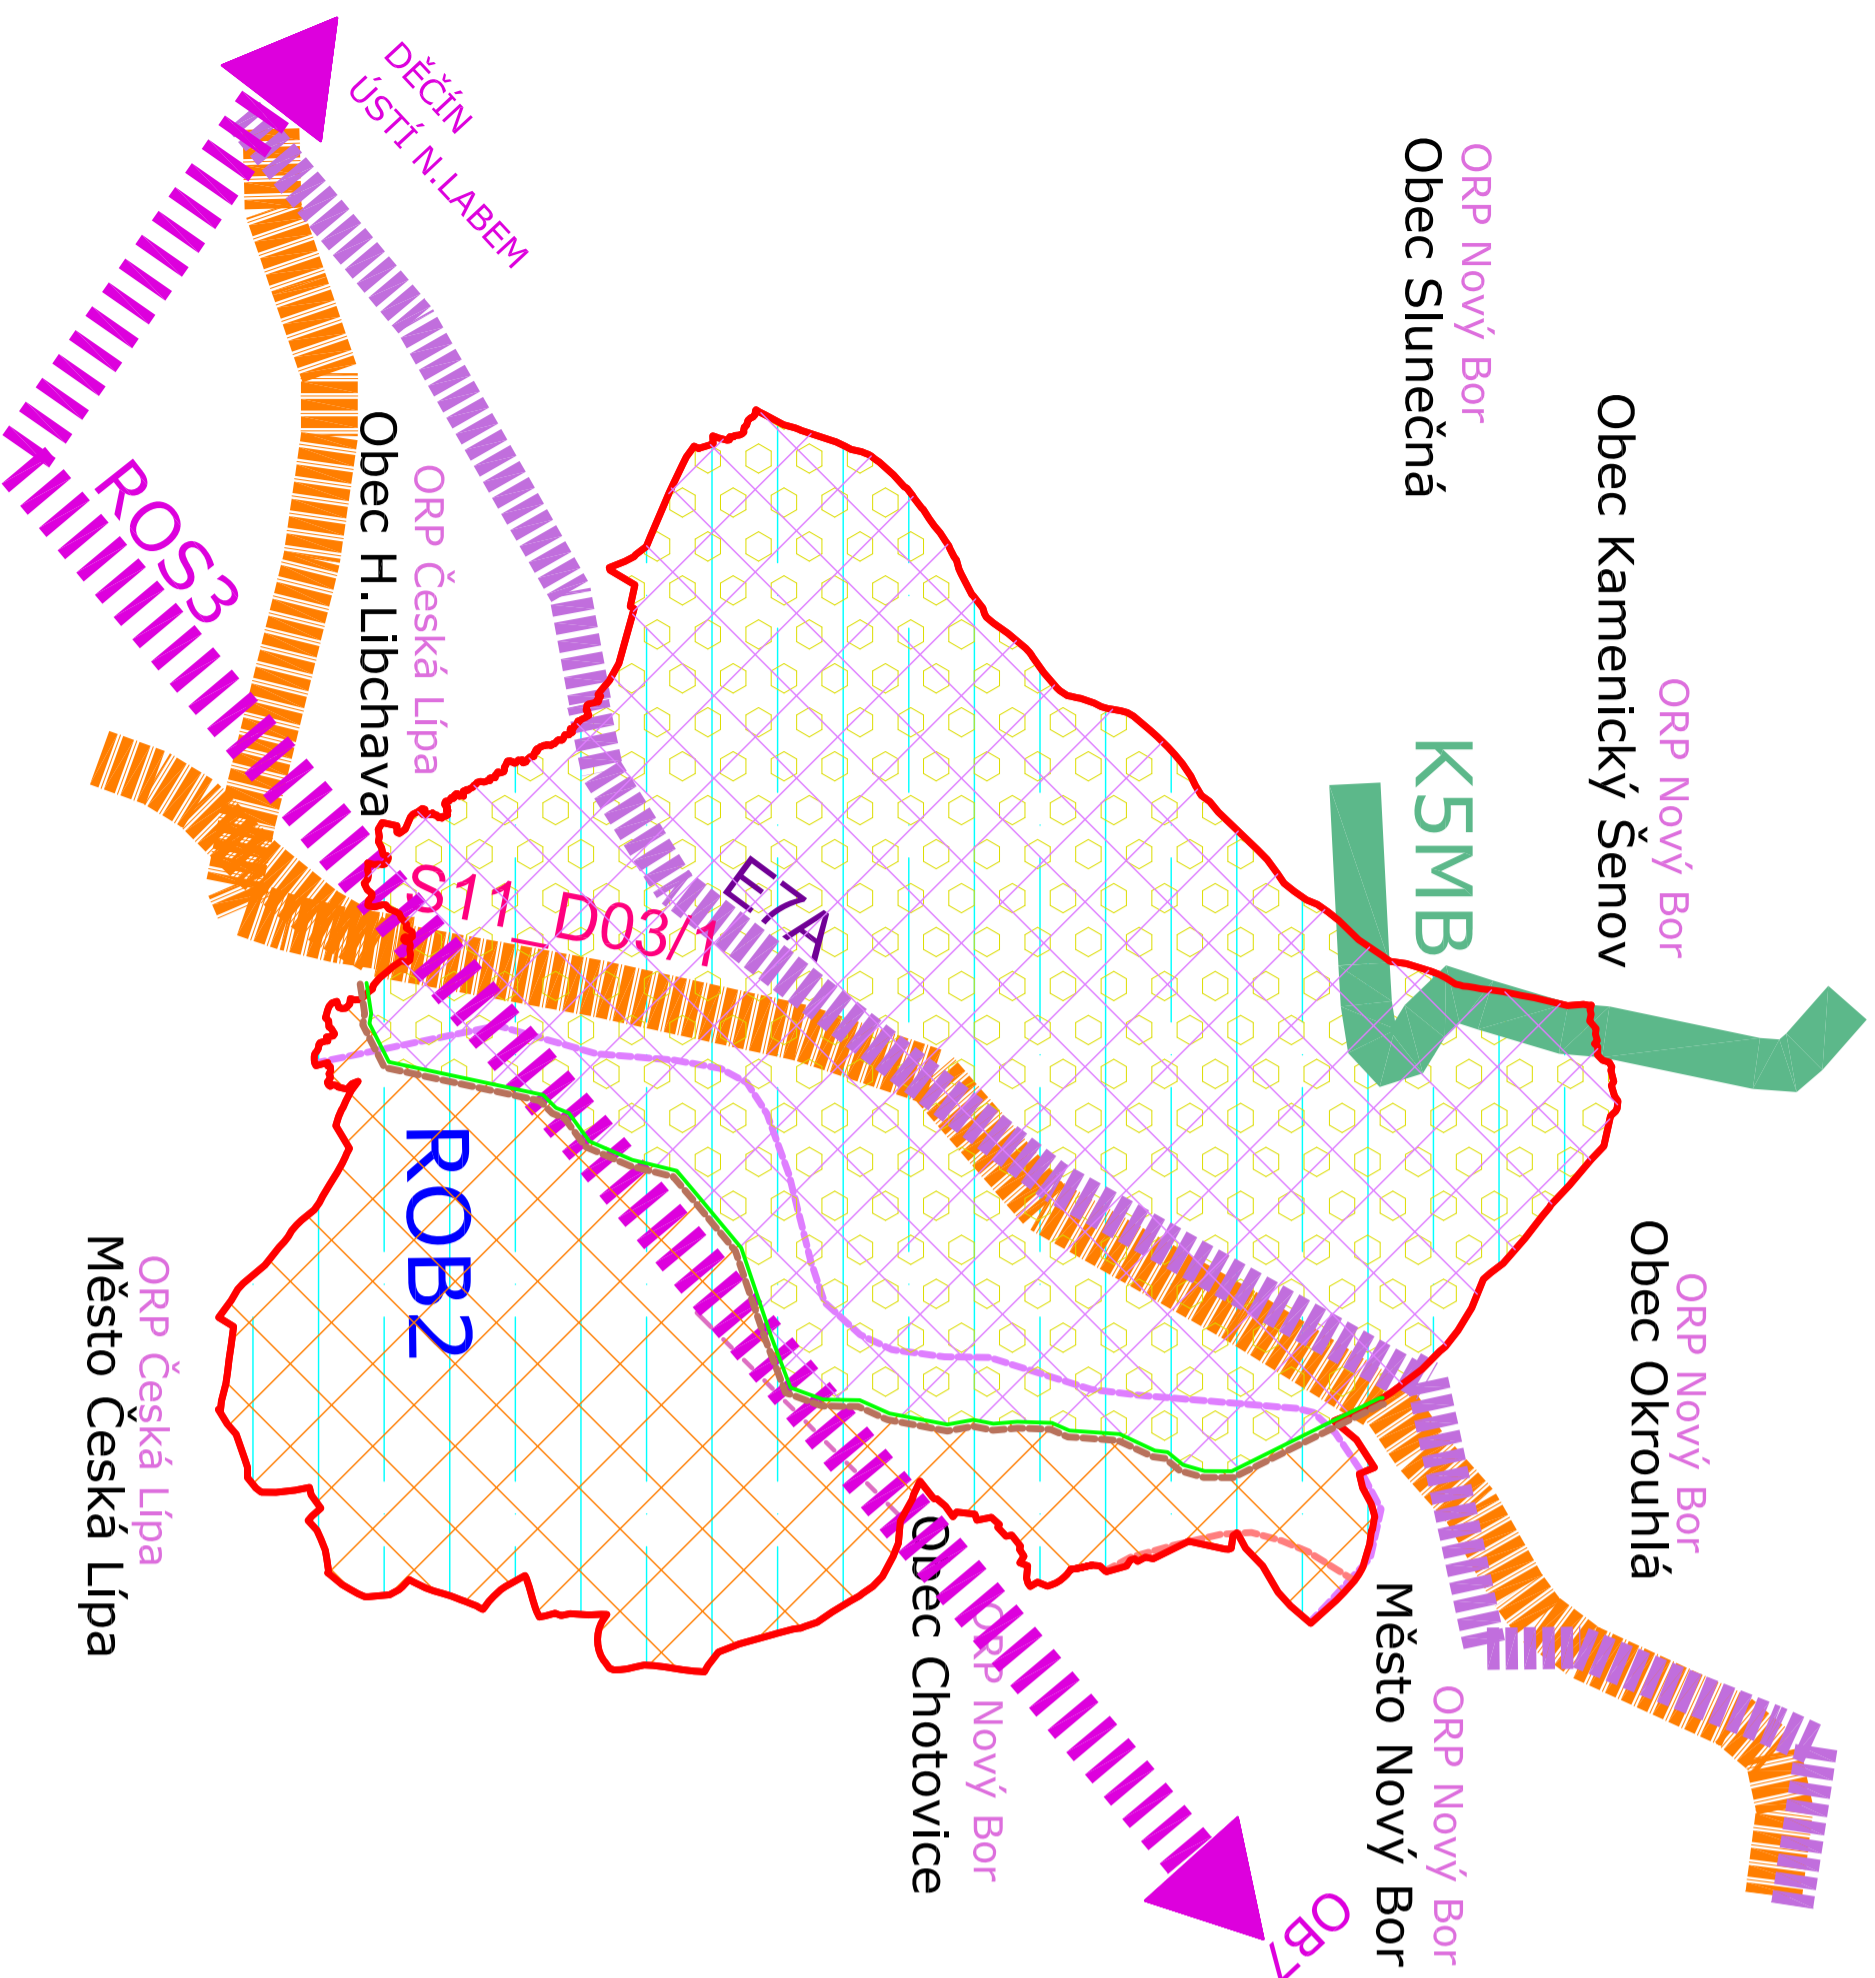 DĚČÍN
ÚSTÍ N.LABEM
ORP Nový Bor
Obec Slunečná
ORP Nový Bor
Obec Kamenický Šenov
K5MB
ROS3
ORP Česká Lípa
Obec H.Libchava
S11_D03/1
E7A
ROB2
ORP Česká Lípa
Město Česká Lípa
ORP Nový Bor
Obec Okrouhlá
ORP Nový Bor
Obec Chotovice
ORP Nový Bor
Město Nový Bor